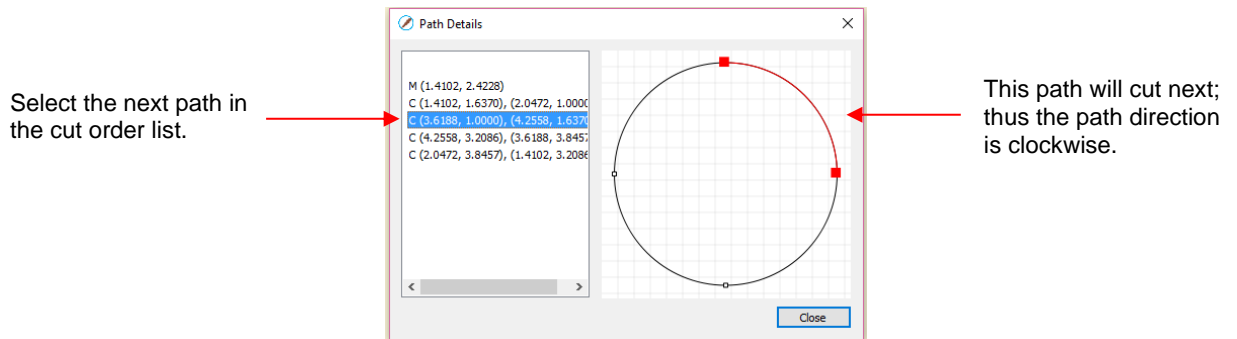 Path Details
Select the next path in
the cut order list.
M (1.4102, 2.4228)
C (1.4102, 1.6370), (2.0472, 1.0000
C (3.6188, 1.0000), (4.2558, 1.6370
C (4.2558, 3.2086), (3.6188, 3.8457
C (2.0472, 3.8457), (1.4102, 3.2086
This path will cut next;
thus the path direction
is clockwise.
Close